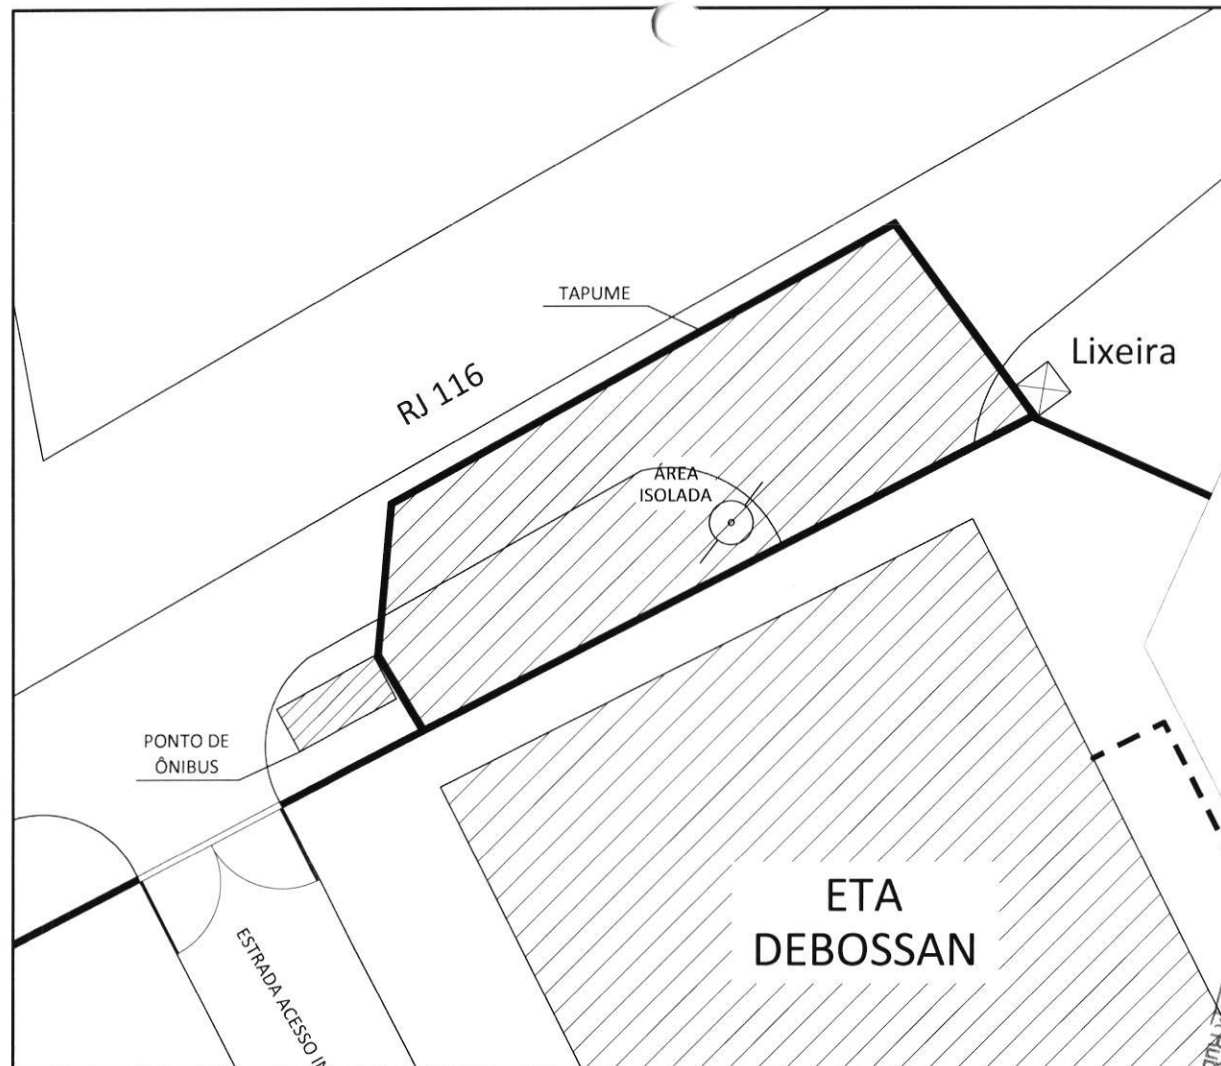 TAPUME
Lixeira
RJ 116
ÁREA
ISOLADA
PONTO DE
ÔNIBUS
ETA
DEBOSSAN
ESTRADA ACESSO